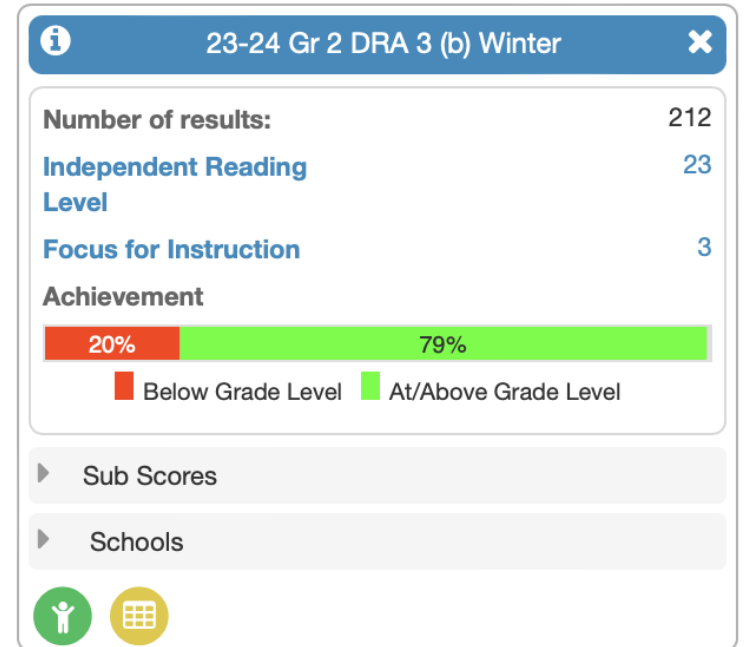 23-24 Gr 2 DRA 3 (b) Winter
Number of results: 212
Independent Reading 23
Level
Focus for Instruction 3
Achievement
20% 79%
Below Grade Level At/Above Grade Level
Sub Scores
Schools